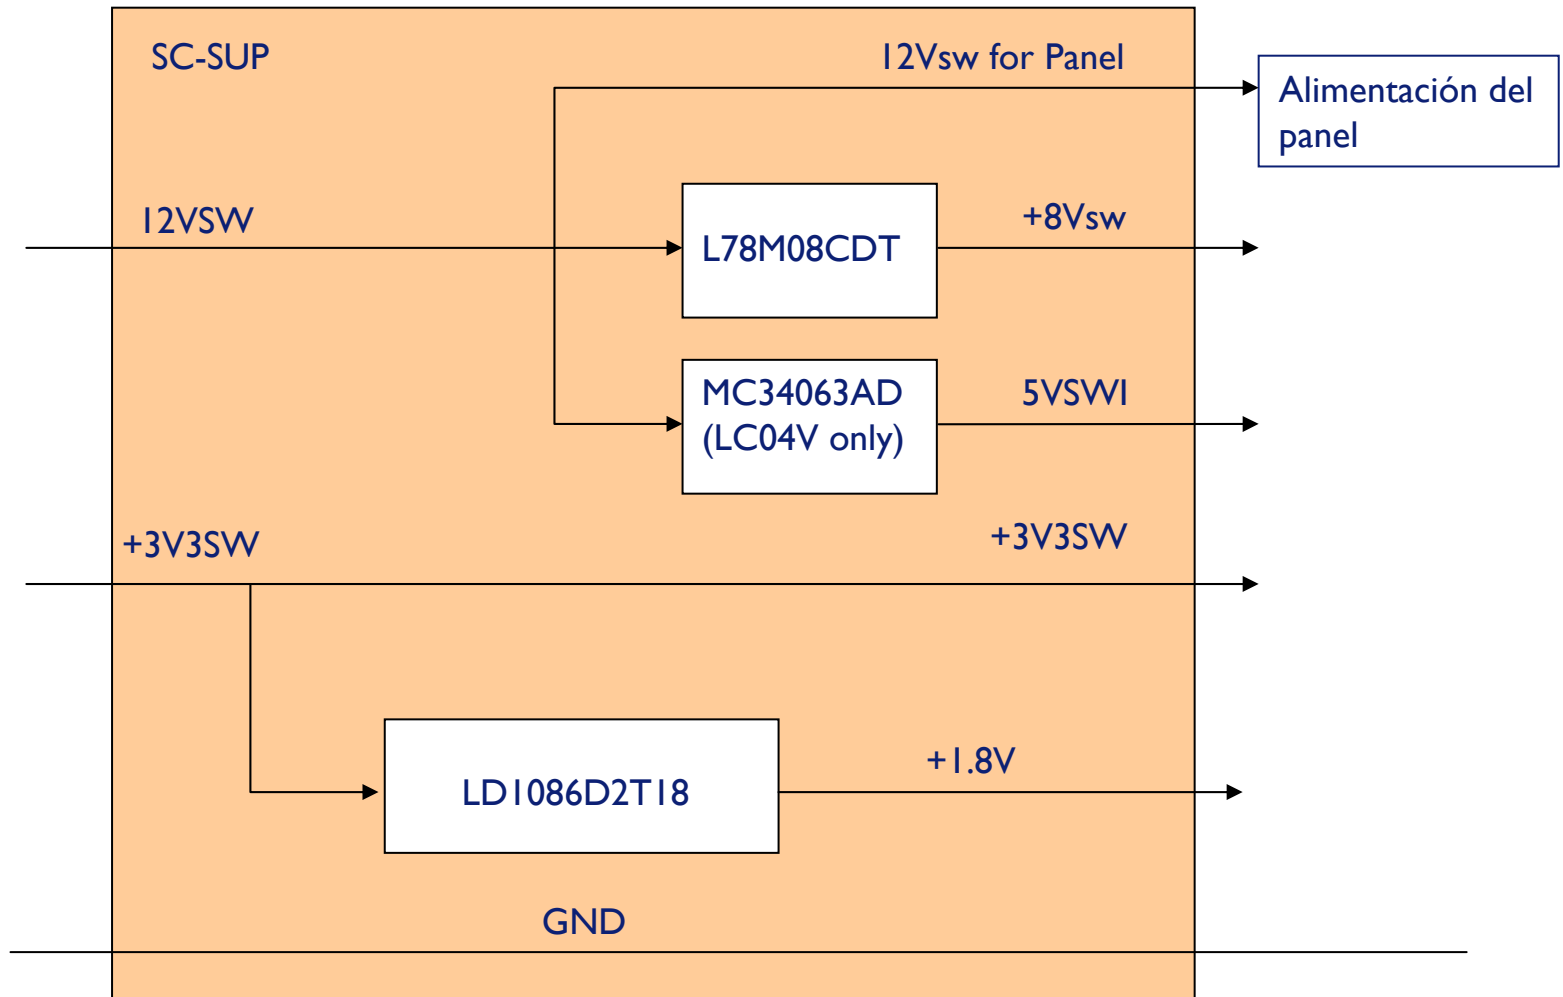 SC-SUP
12Vsw for Panel
Alimentación del
panel
12VSW
+8Vsw
L78M08CDT
MC34063AD
(LC04V only)
5VSW1
+3V3SW
+3V3SW
+1.8V
LD1086D2T18
GND